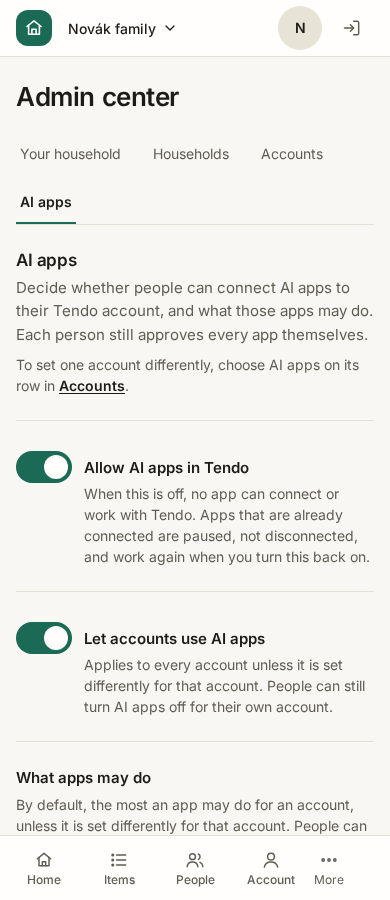 Novák family
N
Admin center
Your household
Households
Accounts
AI apps
AI apps
Decide whether people can connect AI apps to
their Tendo account, and what those apps may do.
Each person still approves every app themselves.
To set one account differently, choose AI apps on its
row in Accounts.
Allow AI apps in Tendo
When this is off, no app can connect or
work with Tendo. Apps that are already
connected are paused, not disconnected,
and work again when you turn this back on.
Let accounts use AI apps
Applies to every account unless it is set
differently for that account. People can still
turn AI apps off for their own account.
What apps may do
By default, the most an app may do for an account,
unless it is set differently for that account. People can
Home
Items
People
Account
More